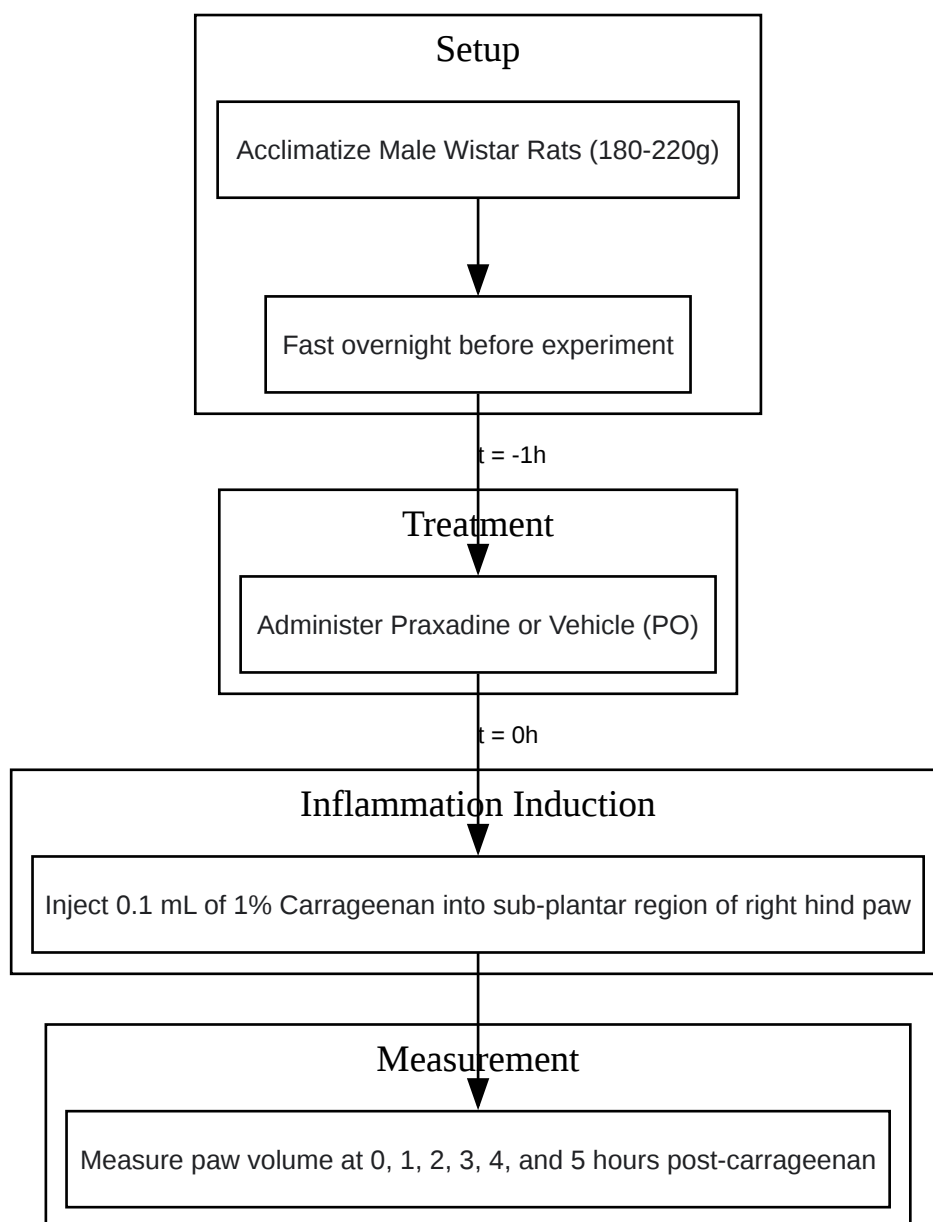 Setup
Acclimatize Male Wistar Rats (180-220g)
Fast overnight before experiment
t = -1h
Treatment
Administer Praxadine or Vehicle (PO)
t = 0h
Inflammation Induction
Inject 0.1 mL of 1% Carrageenan into sub-plantar region of right hind paw
Measurement
Measure paw volume at 0, 1, 2, 3, 4, and 5 hours post-carrageenan